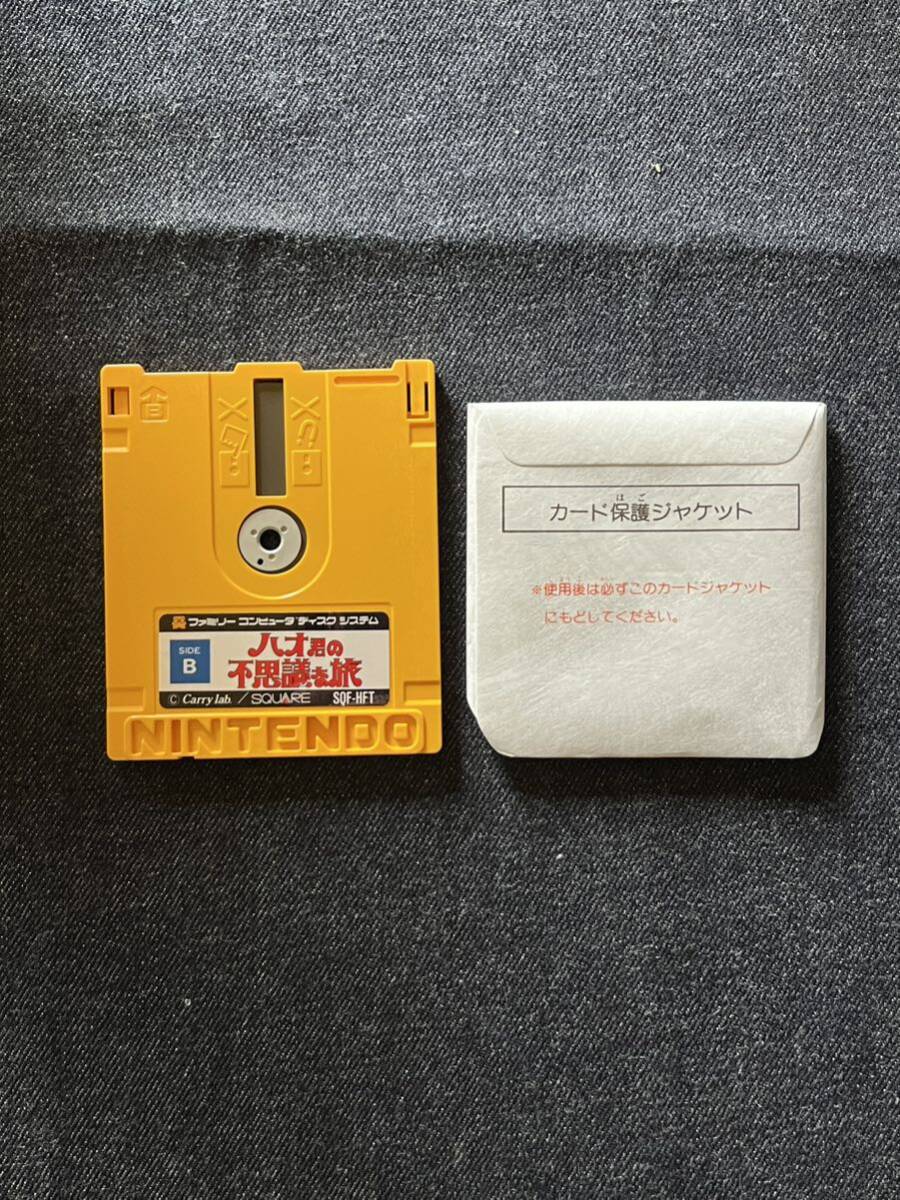 B
ファミリー コンピュータ ディスク システム
SIDE
B
ハオ君の
不思議な旅
© Carry lab. / SQUARE SQF-HFT
NINTENDO
はご
カード保護ジャケット
※使用後は必ずこのカードジャケット
にもどしてください。